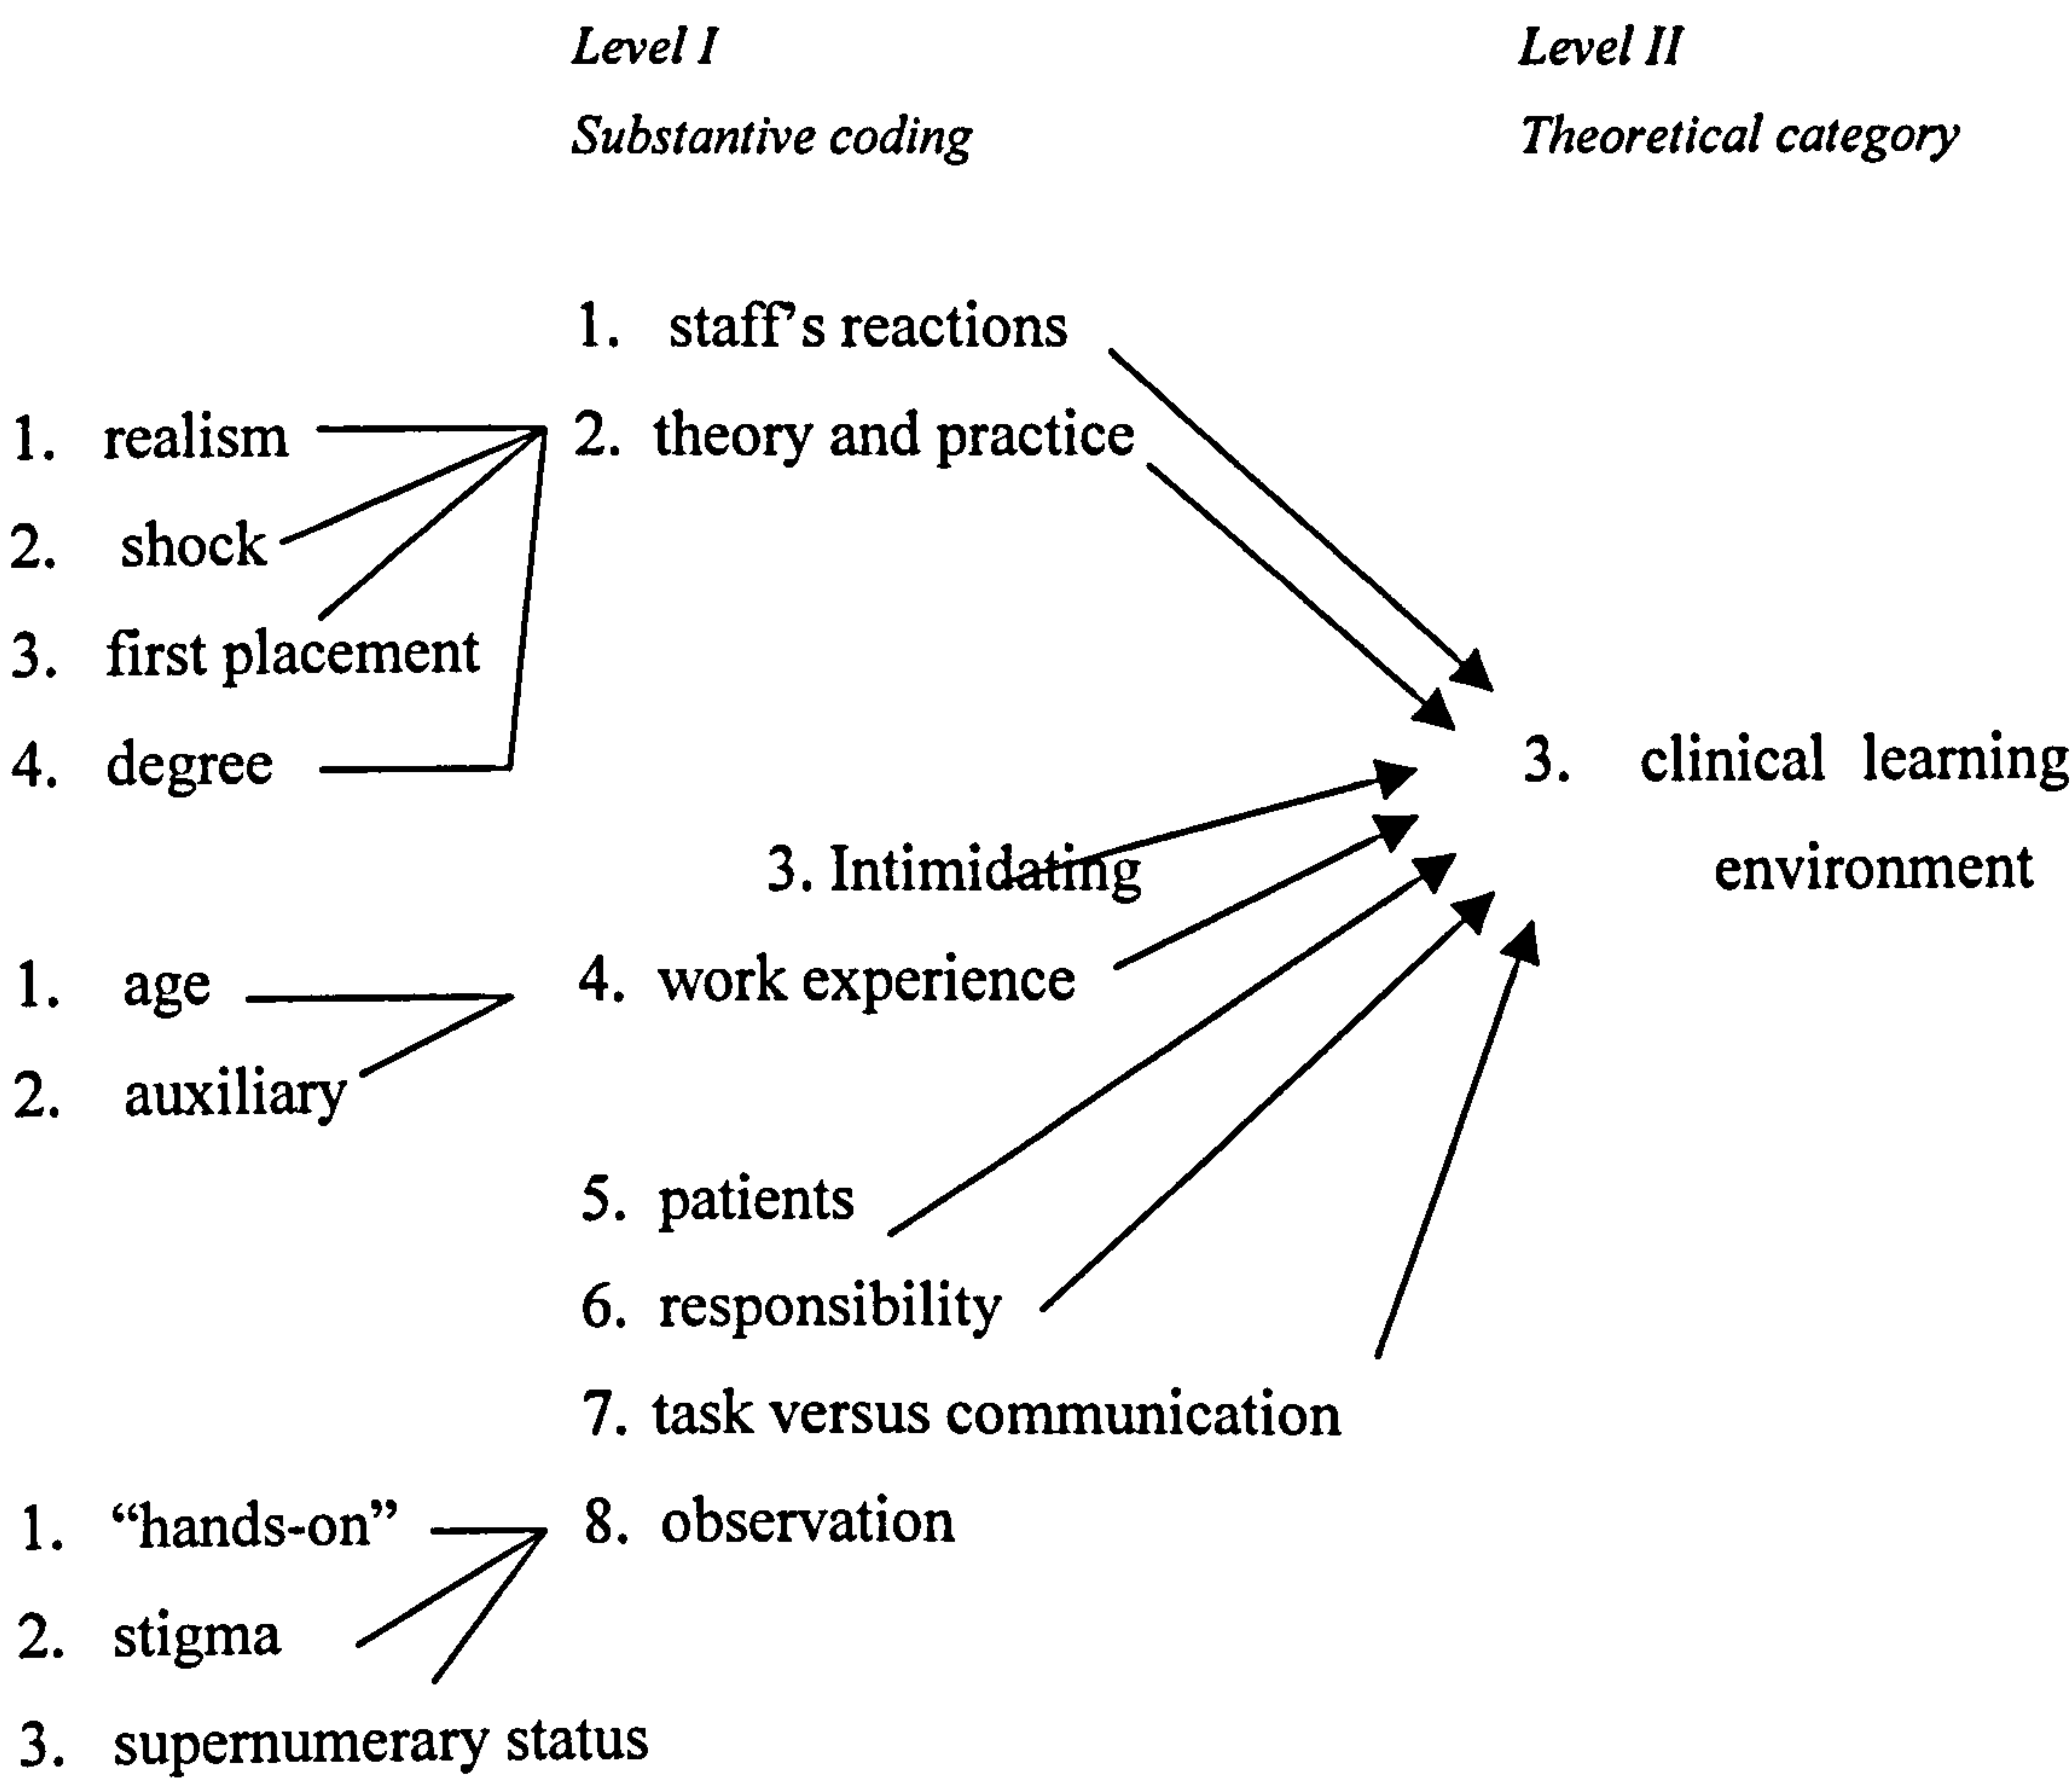 Level I
Level II
Substantive coding
Theoretical category
1. staff's reactions
1. realism
2. theory and practice
2. shock
3. first placement
4. degree
3. clinical learning
3. Intimidating
environment
1. age
4. work experience
2. auxiliary
5. patients
6. responsibility
7. task versus communication
1. “hands-on”
8. observation
2. stigma
3. supernumerary status